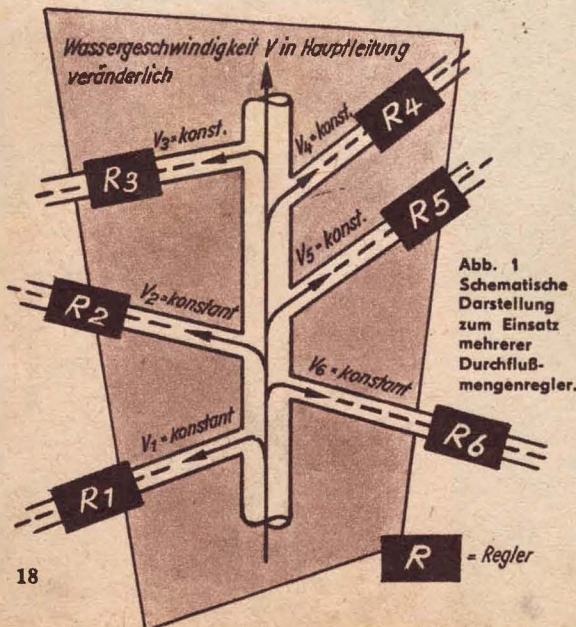 Wassergeschwindigkeit V in Hauptleitung
veränderlich
V₃=konst.
R3
V₄=konst.
R4
V₅=konst.
R5
V₂=konstant
R2
V₆=konstant
R6
V₁=konstant
R1
Abb. 1
Schematische
Darstellung
zum Einsatz
mehrerer
Durchfluß-
mengenregler.
R = Regler
18